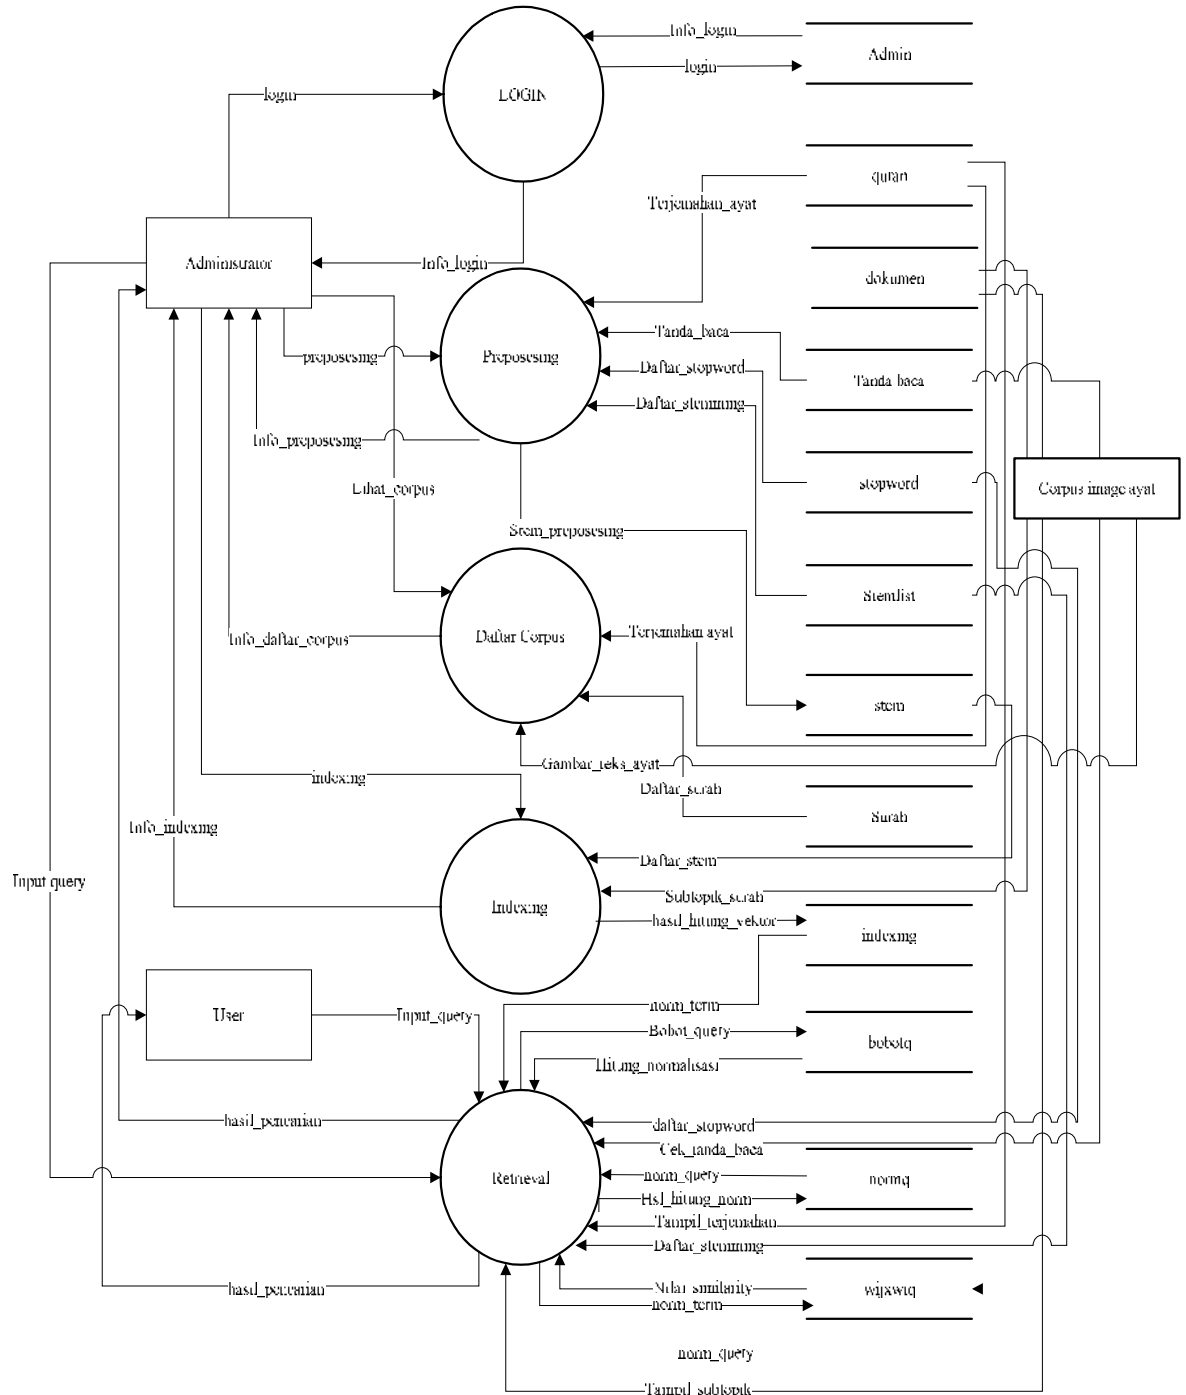 Info_login
Admin
login
LOGIN
login
quran
Terjemahan_ayat
Administrator
Info_login
dokumen
Tanda_baca
preposesing
Preposesing
Daftar_stopword
Tanda baca
Daftar_stemming
Info_preposesing
Lihat_corpus
stopword
Corpus image ayat
Stem_preposesing
Stemlist
Info_daftar_corpus
Daftar Corpus
Terjemahan ayat
stem
Gambar_teks_ayat
indexing
Daftar_surah
Surah
Info_indexing
Daftar_stem
Input query
Subtopik_surah
Indexing
hasil_hitung_vektor
indexing
norm_term
User
Input_query
Bobot_query
bobotq
Hitung_normalisasi
hasil_pencarian
daftar_stopword
Cek_tanda_baca
Retrieval
norm_query
normq
Hsl_hitung_norm
Tampil_terjemahan
Daftar_stemming
hasil_pencarian
Nilai_similarity
wijxwiq
norm_term
norm_query
Tampil_subtopik